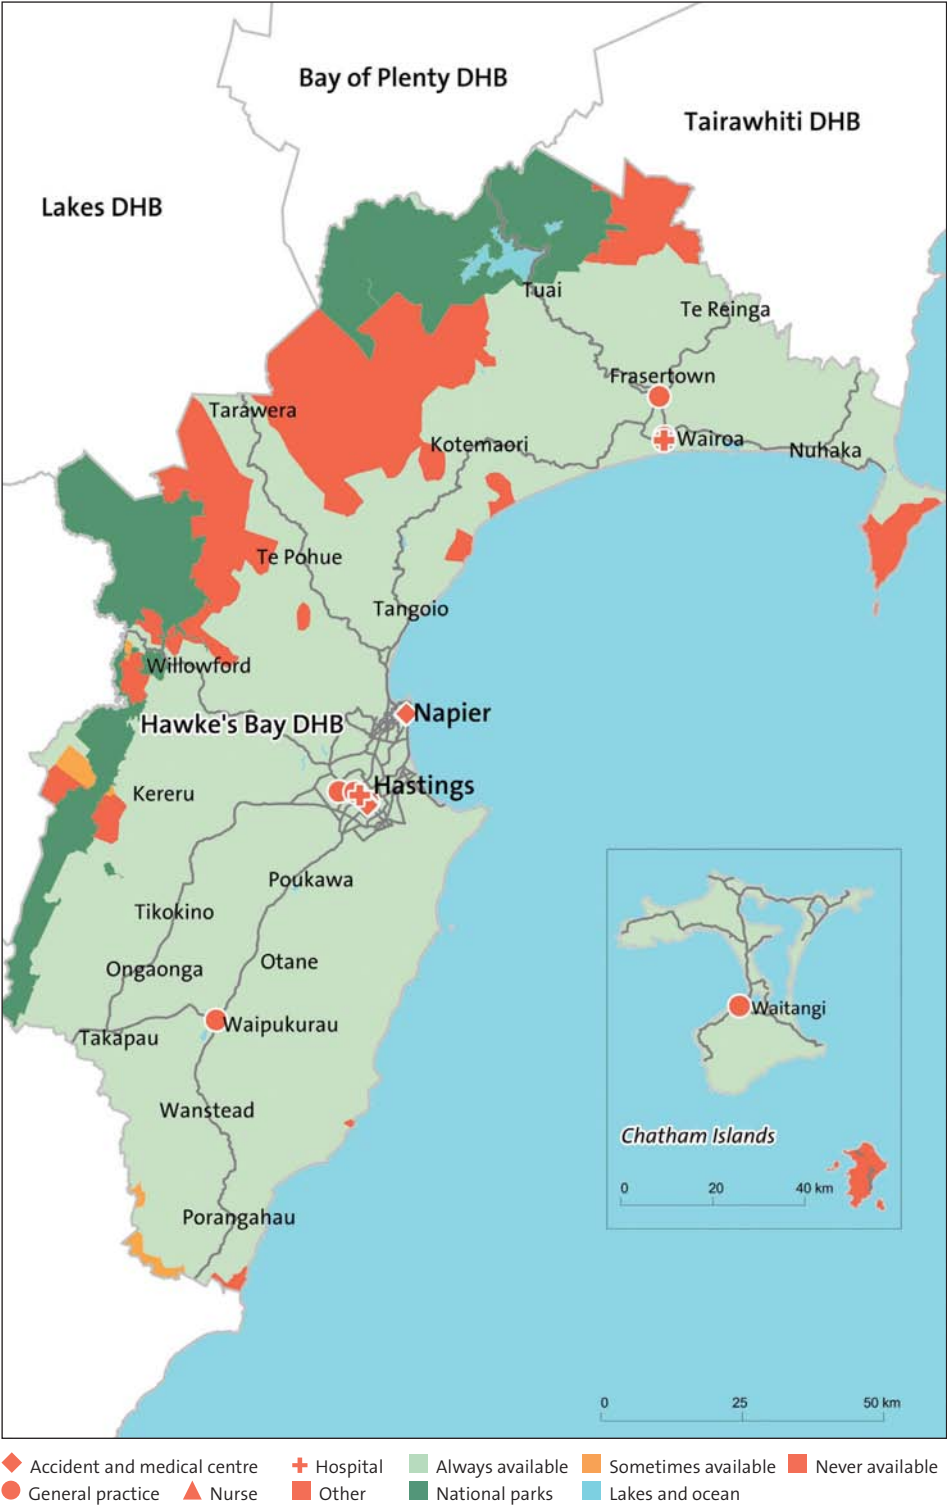 Bay of Plenty DHB
Tairawhiti DHB
Lakes DHB
Tuai
Te Reinga
Frasertown
Tarawera
Kotemaori
Wairoa
Nuhaka
Te Pohue
Tangoio
Willowford
Hawke's Bay DHB
Napier
Hastings
Kereru
Poukawa
Tikokino
Otane
Ongaonga
Waitangi
Waipukurau
Takapau
Wanstead
Chatham Islands
0 20 40 km
Porangahau
0 25 50 km
Accident and medical centre Hospital Always available Sometimes available Never available
General practice Nurse Other National parks Lakes and ocean